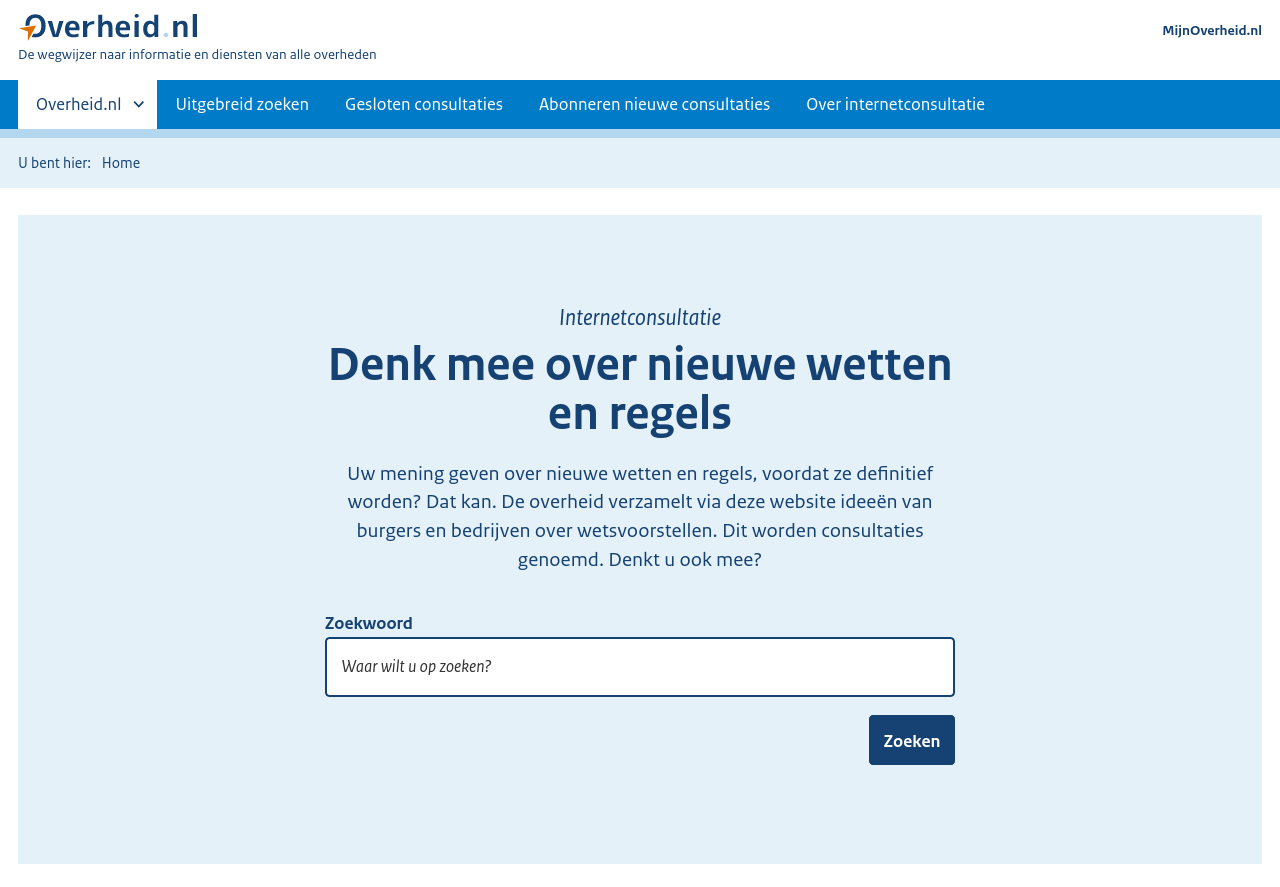 Overheid.nl
De wegwijzer naar informatie en diensten van alle overheden
MijnOverheid.nl
Overheid.nl Uitgebreid zoeken Gesloten consultaties Abonneren nieuwe consultaties Over internetconsultatie
U bent hier: Home
Internetconsultatie
Denk mee over nieuwe wetten
en regels
Uw mening geven over nieuwe wetten en regels, voordat ze definitief
worden? Dat kan. De overheid verzamelt via deze website ideeën van
burgers en bedrijven over wetsvoorstellen. Dit worden consultaties
genoemd. Denkt u ook mee?
Zoekwoord
Waar wilt u op zoeken?
Zoeken